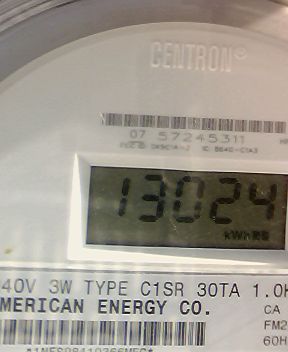 CENTRON®
07 57245311
13024
kWh
40V 3W TYPE C1SR 30TA 1.0
MERICAN ENERGY CO.
CA
FM2
60H